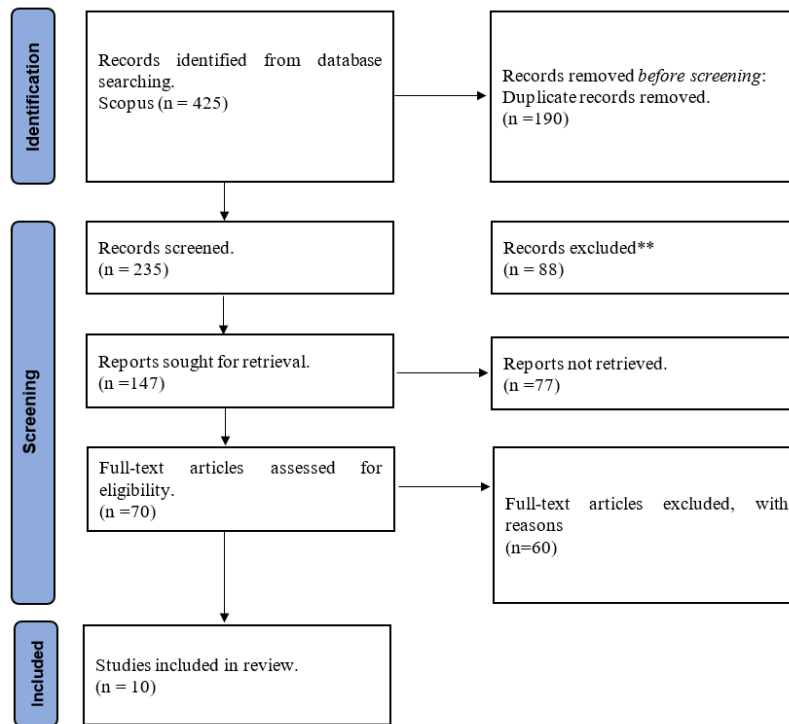 Identification
Records identified from database
searching.
Scopus (n = 425)
Records removed before screening:
Duplicate records removed.
(n =190)
Screening
Records screened.
(n = 235)
Records excluded**
(n = 88)
Reports sought for retrieval.
(n =147)
Reports not retrieved.
(n =77)
Full-text articles assessed for
eligibility.
(n =70)
Full-text articles excluded, with
reasons
(n=60)
Included
Studies included in review.
(n = 10)